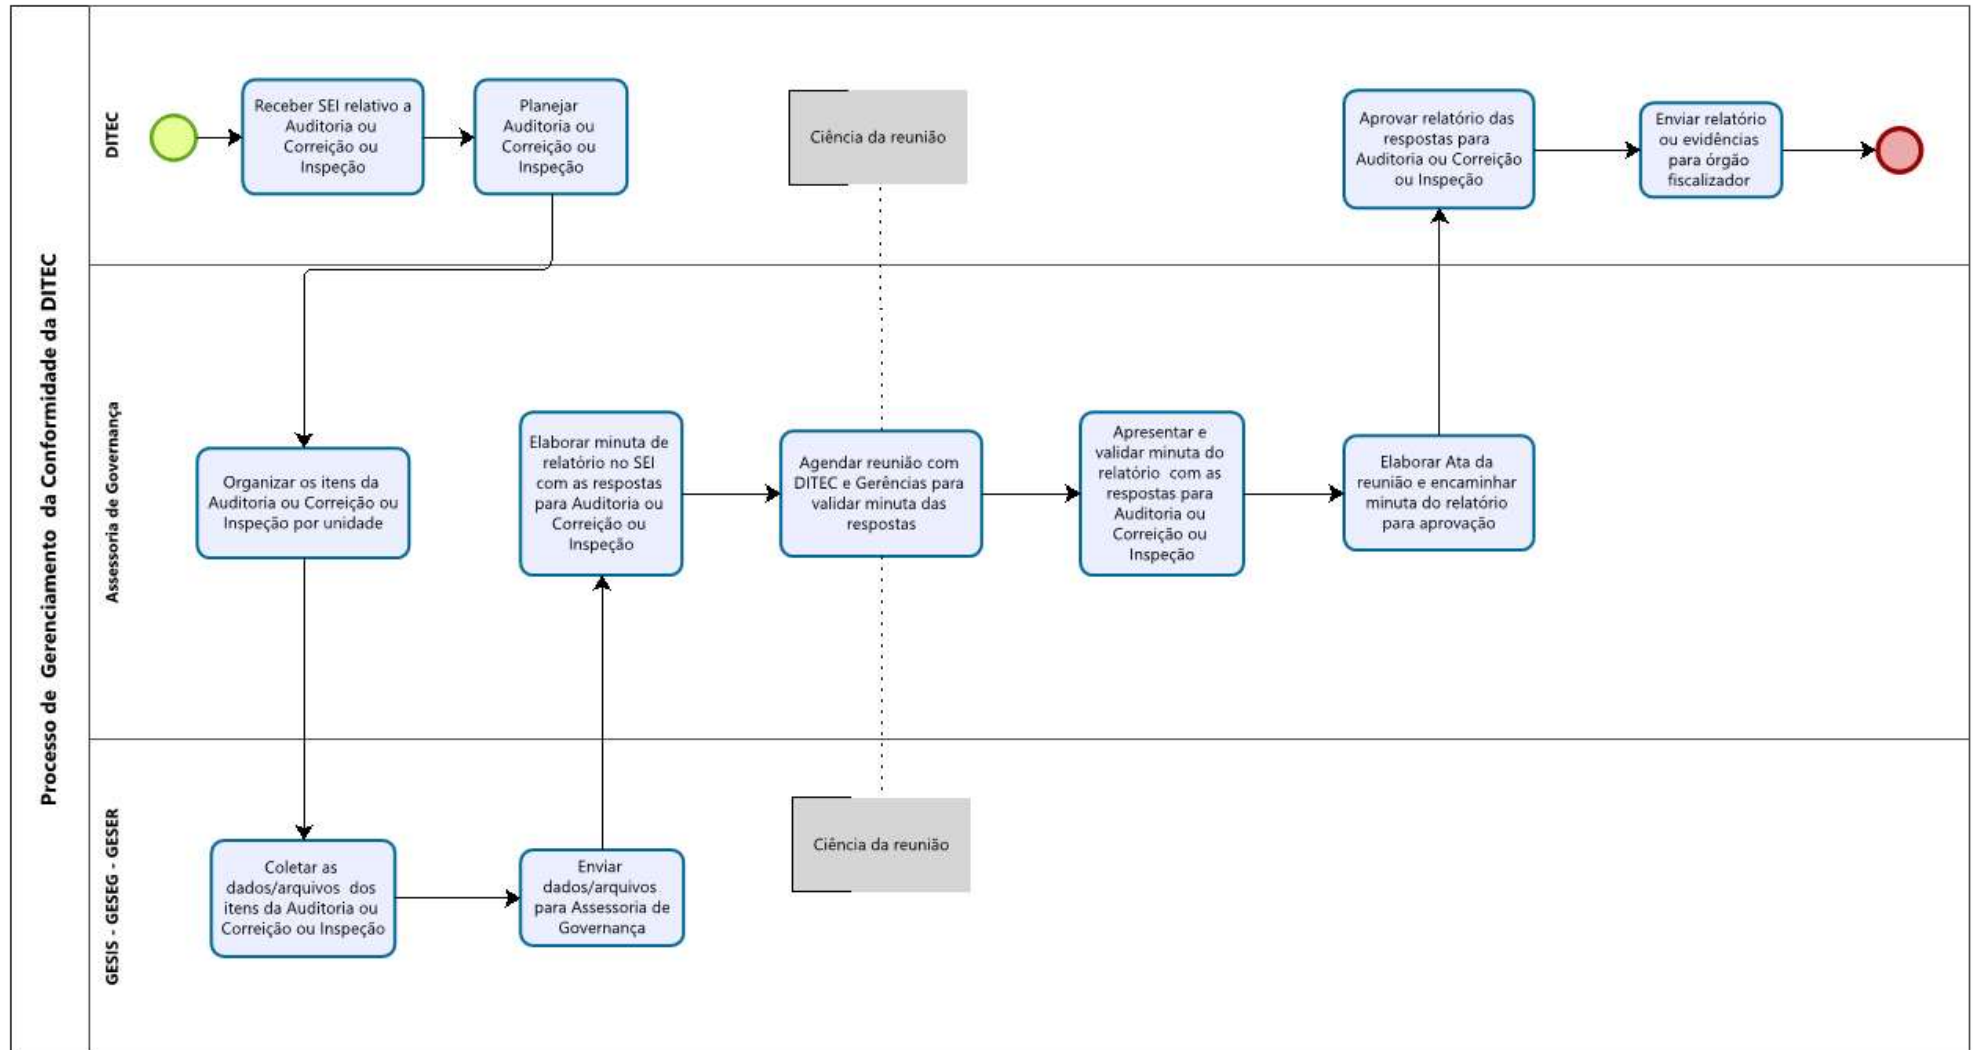 Processo de Gerenciamento da Conformidade da DITEC
DITEC
Receber SEI relativo a
Auditoria ou
Correição ou
Inspeção
Planejar
Auditoria ou
Correição ou
Inspeção
Ciência da reunião
Aprovar relatório das
respostas para
Auditoria ou Correição
ou Inspeção
Enviar relatório
ou evidências
para órgão
fiscalizador
Assessoria de Governança
Organizar os itens da
Auditoria ou Correição ou
Inspeção por unidade
Elaborar minuta de
relatório no SEI
com as respostas
para Auditoria ou
Correição ou
Inspeção
Agendar reunião com
DITEC e Gerências para
validar minuta das
respostas
Apresentar e
validar minuta do
relatório com as
respostas para
Auditoria ou
Correição ou
Inspeção
Elaborar Ata da
reunião e encaminhar
minuta do relatório
para aprovação
GESIS - GESEG - GESER
Coletar as
dados/arquivos dos
itens da Auditoria ou
Correição ou Inspeção
Enviar
dados/arquivos
para Assessoria de
Governança
Ciência da reunião